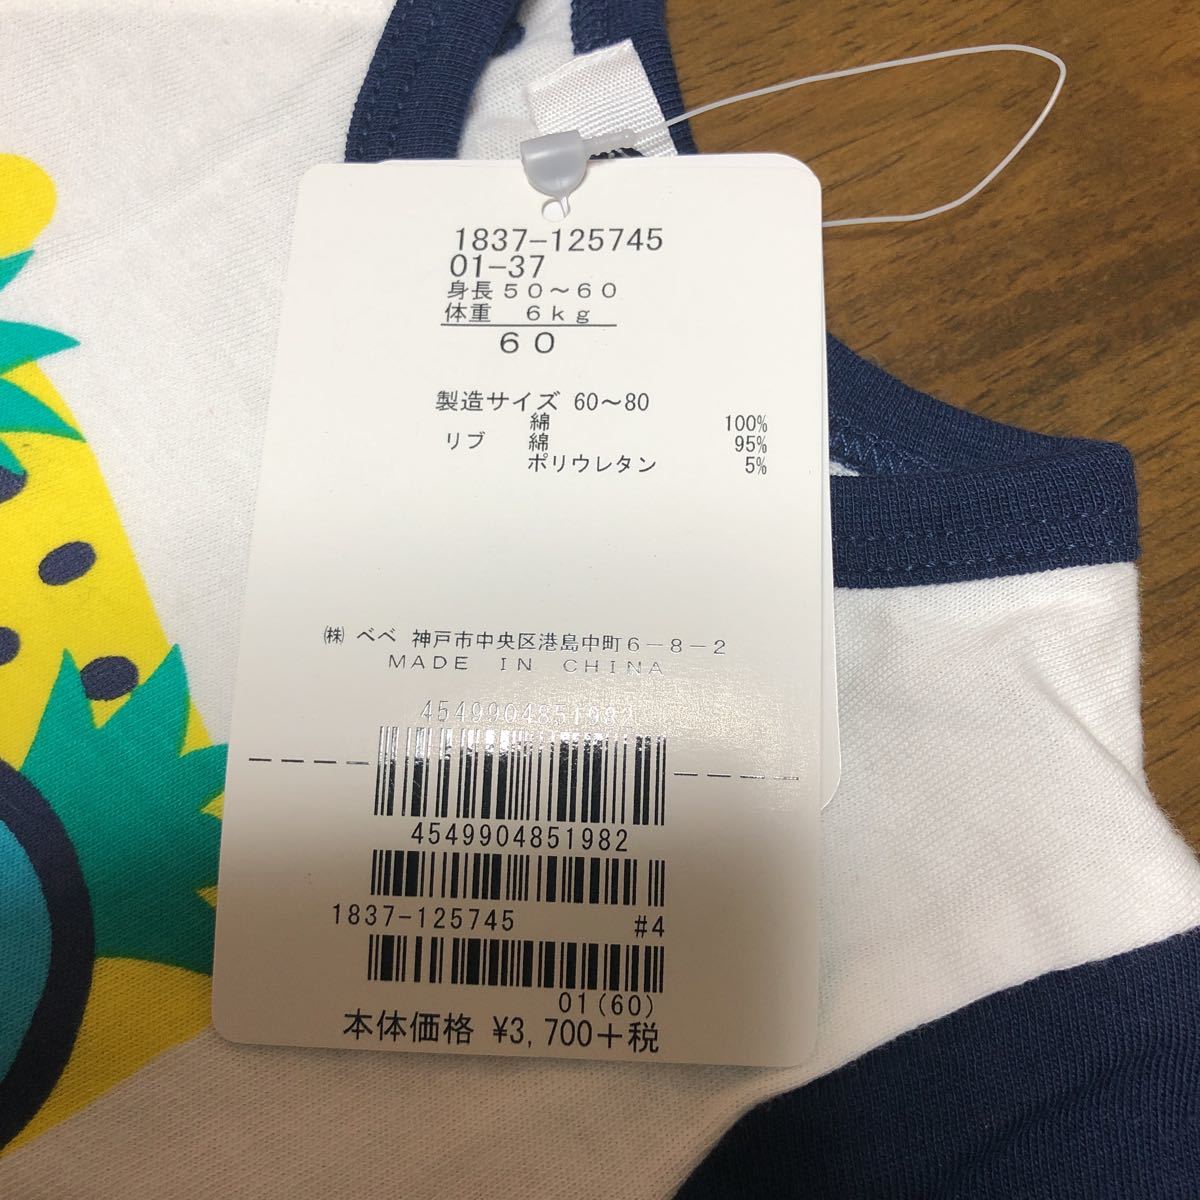 1837-125745
01-37
身長50～60
体重 6kg
60
製造サイズ 60～80
綿 100%
リブ 綿 95%
ポリウレタン 5%
㈱ べべ 神戸市中央区港島中町6-8-2
MADE IN CHINA
4549904851982
4549904851982
1837-125745 #4
01(60)
本体価格 ¥3,700+税